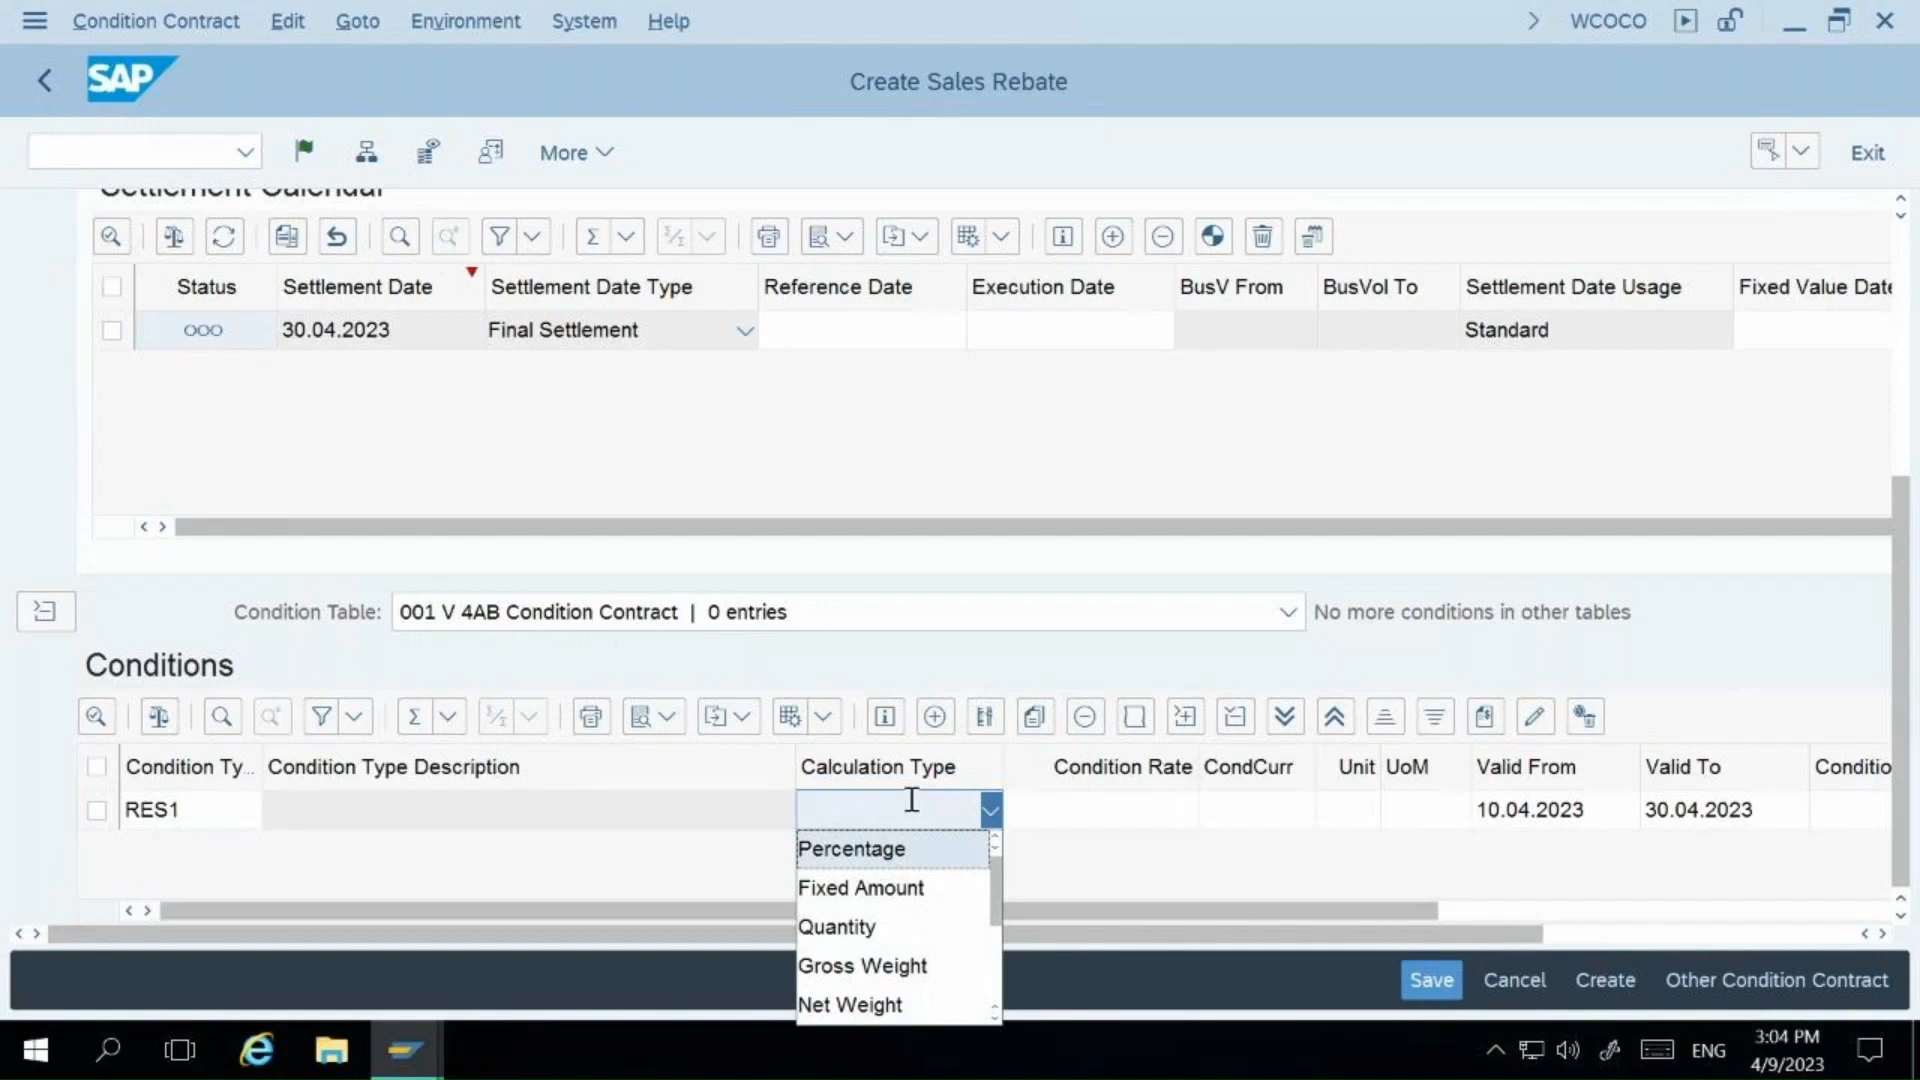 Condition Contract Edit Goto Environment System Help WCOCO
SAP Create Sales Rebate
More Exit
Settlement Calendar
Status Settlement Date Settlement Date Type Reference Date Execution Date BusV From BusVol To Settlement Date Usage Fixed Value Date
30.04.2023 Final Settlement Standard
Condition Table: 001 V 4AB Condition Contract | 0 entries No more conditions in other tables
Conditions
Condition Ty... Condition Type Description Calculation Type Condition Rate CondCurr Unit UoM Valid From Valid To Conditio
RES1 10.04.2023 30.04.2023
Percentage
Fixed Amount
Quantity
Gross Weight
Net Weight
Save Cancel Create Other Condition Contract
ENG 3:04 PM
4/9/2023